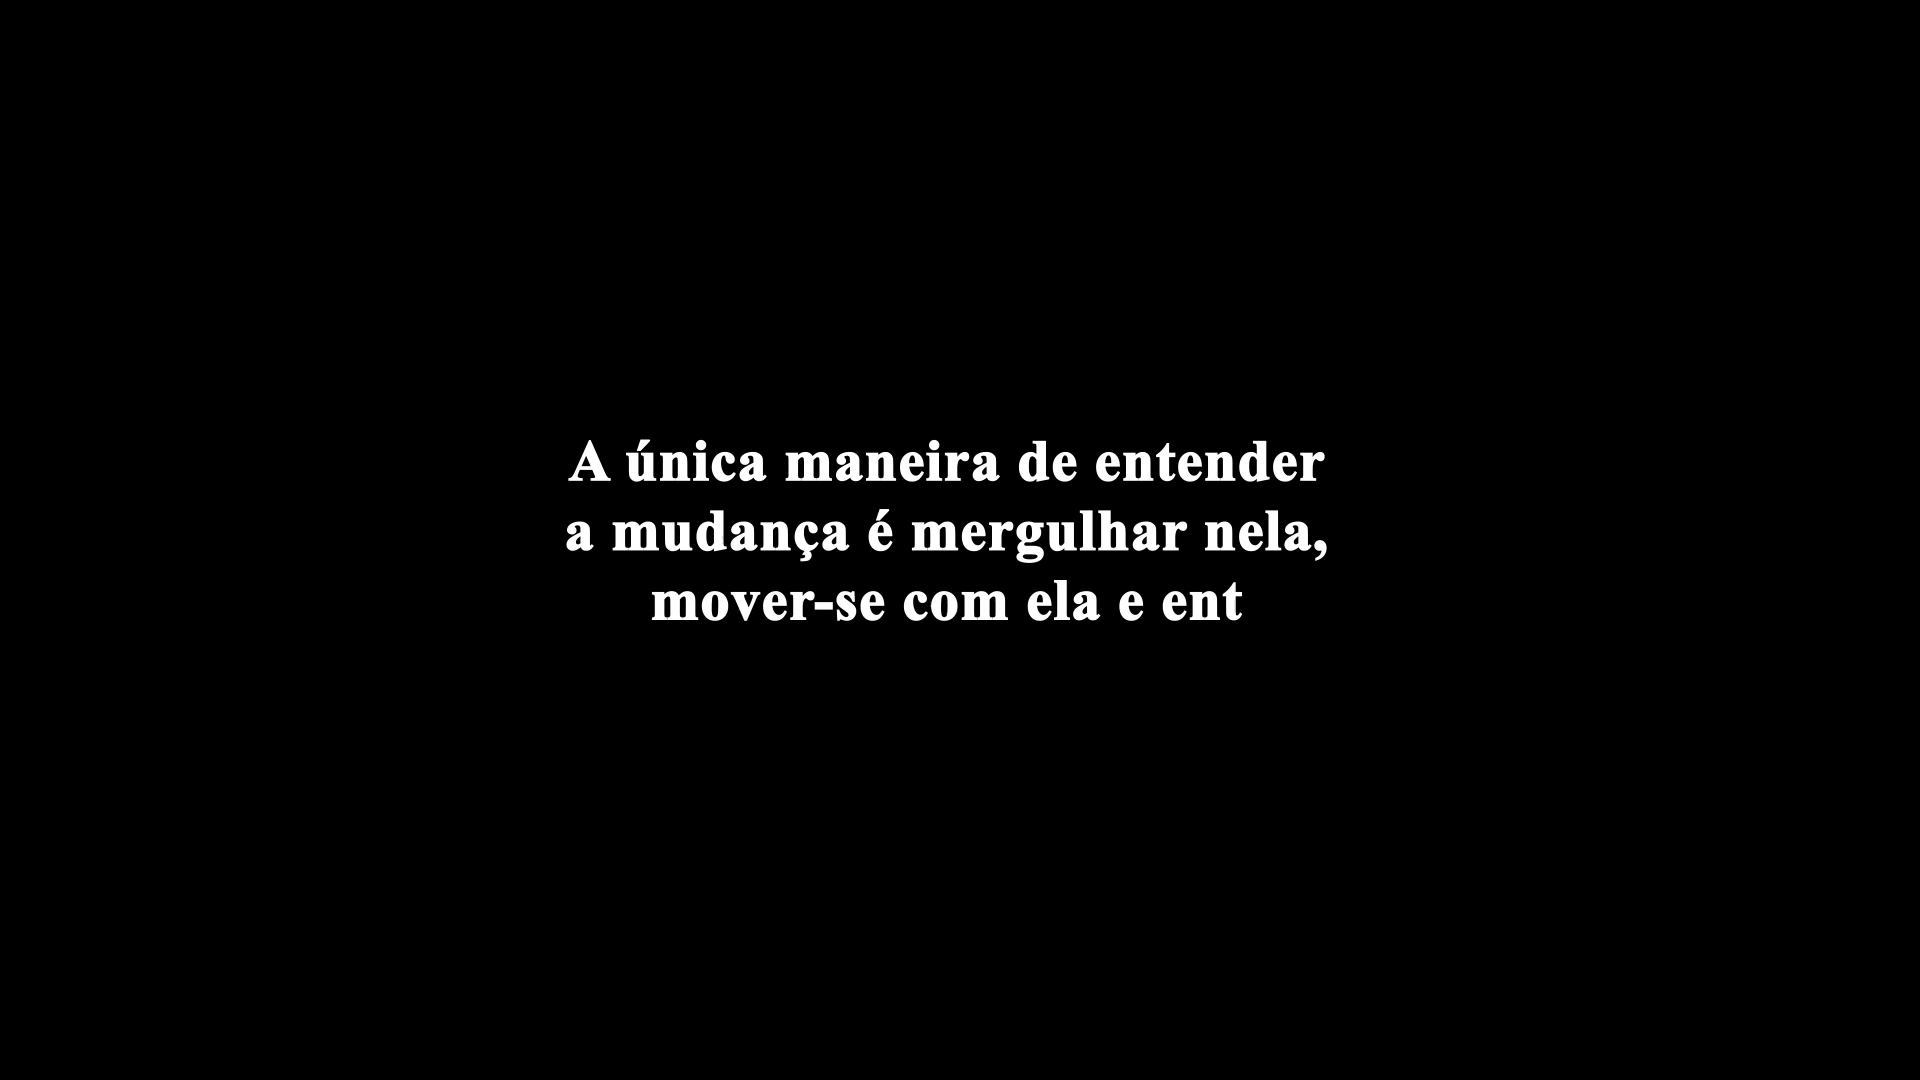 A única maneira de entender
a mudança é mergulhar nela,
mover-se com ela e ent